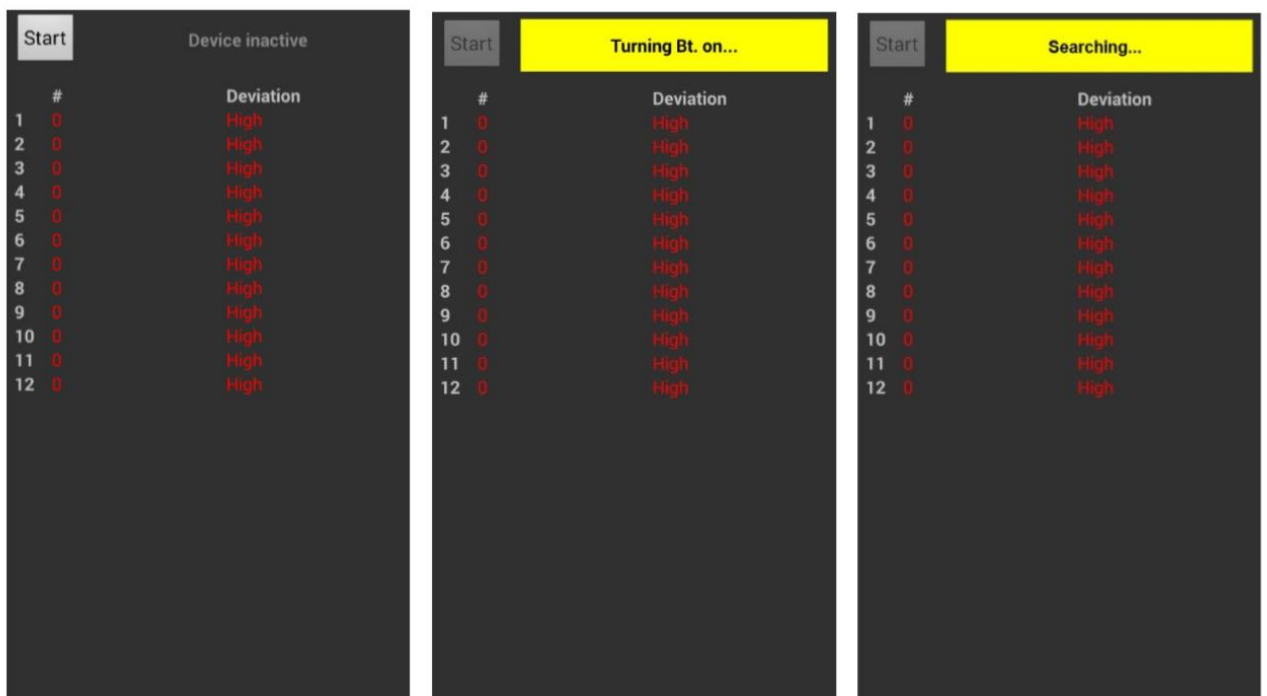 Start Device inactive
# Deviation
1 0 High
2 0 High
3 0 High
4 0 High
5 0 High
6 0 High
7 0 High
8 0 High
9 0 High
10 0 High
11 0 High
12 0 High
Start Turning Bt. on...
# Deviation
1 0 High
2 0 High
3 0 High
4 0 High
5 0 High
6 0 High
7 0 High
8 0 High
9 0 High
10 0 High
11 0 High
12 0 High
Start Searching...
# Deviation
1 0 High
2 0 High
3 0 High
4 0 High
5 0 High
6 0 High
7 0 High
8 0 High
9 0 High
10 0 High
11 0 High
12 0 High